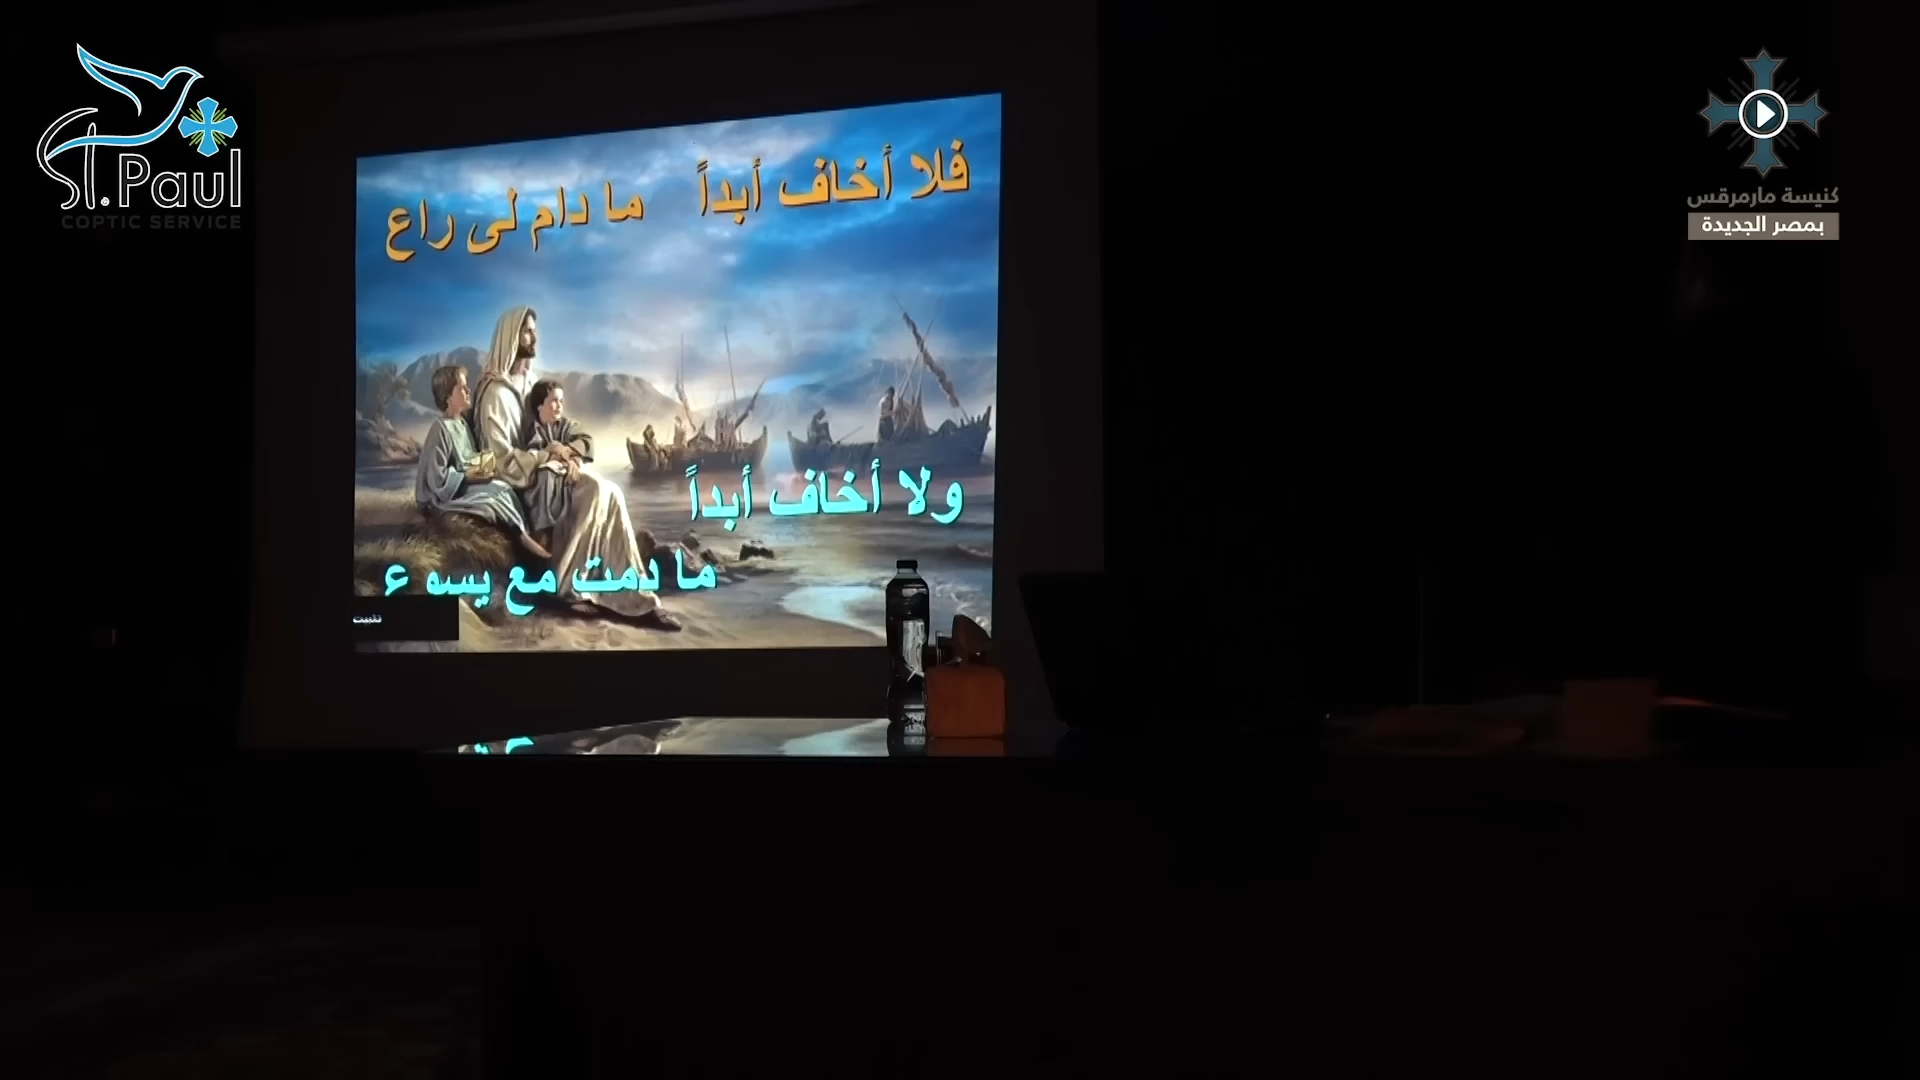 St.Paul
COPTIC SERVICE
كنيسة مارمرقس
بمصر الجديدة
فلا أخاف أبداً ما دام لى راع
ولا أخاف أبداً
ما دمت مع يسوع